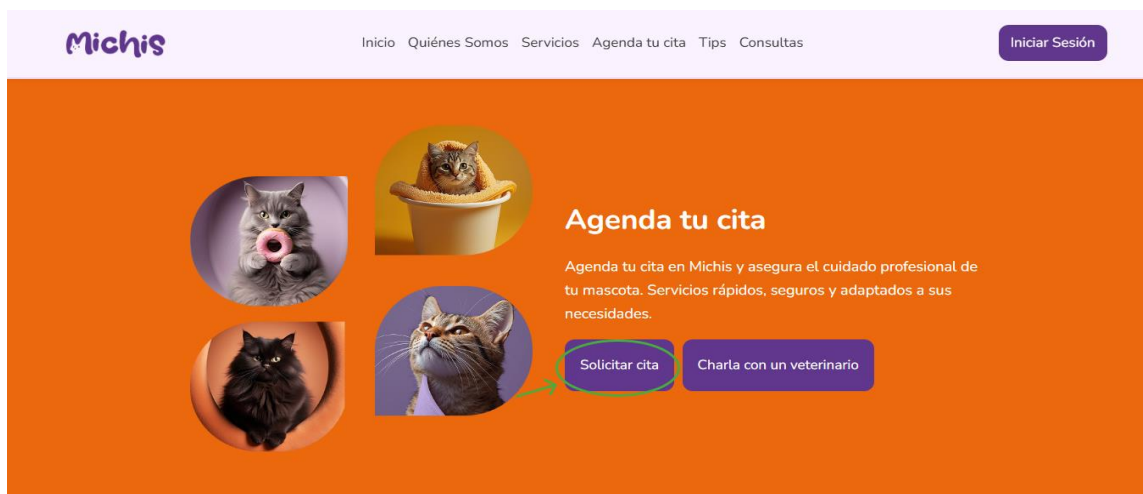 Michis
Inicio Quiénes Somos Servicios Agenda tu cita Tips Consultas
Iniciar Sesión
Agenda tu cita
Agenda tu cita en Michis y asegura el cuidado profesional de
tu mascota. Servicios rápidos, seguros y adaptados a sus
necesidades.
Solicitar cita
Charla con un veterinario